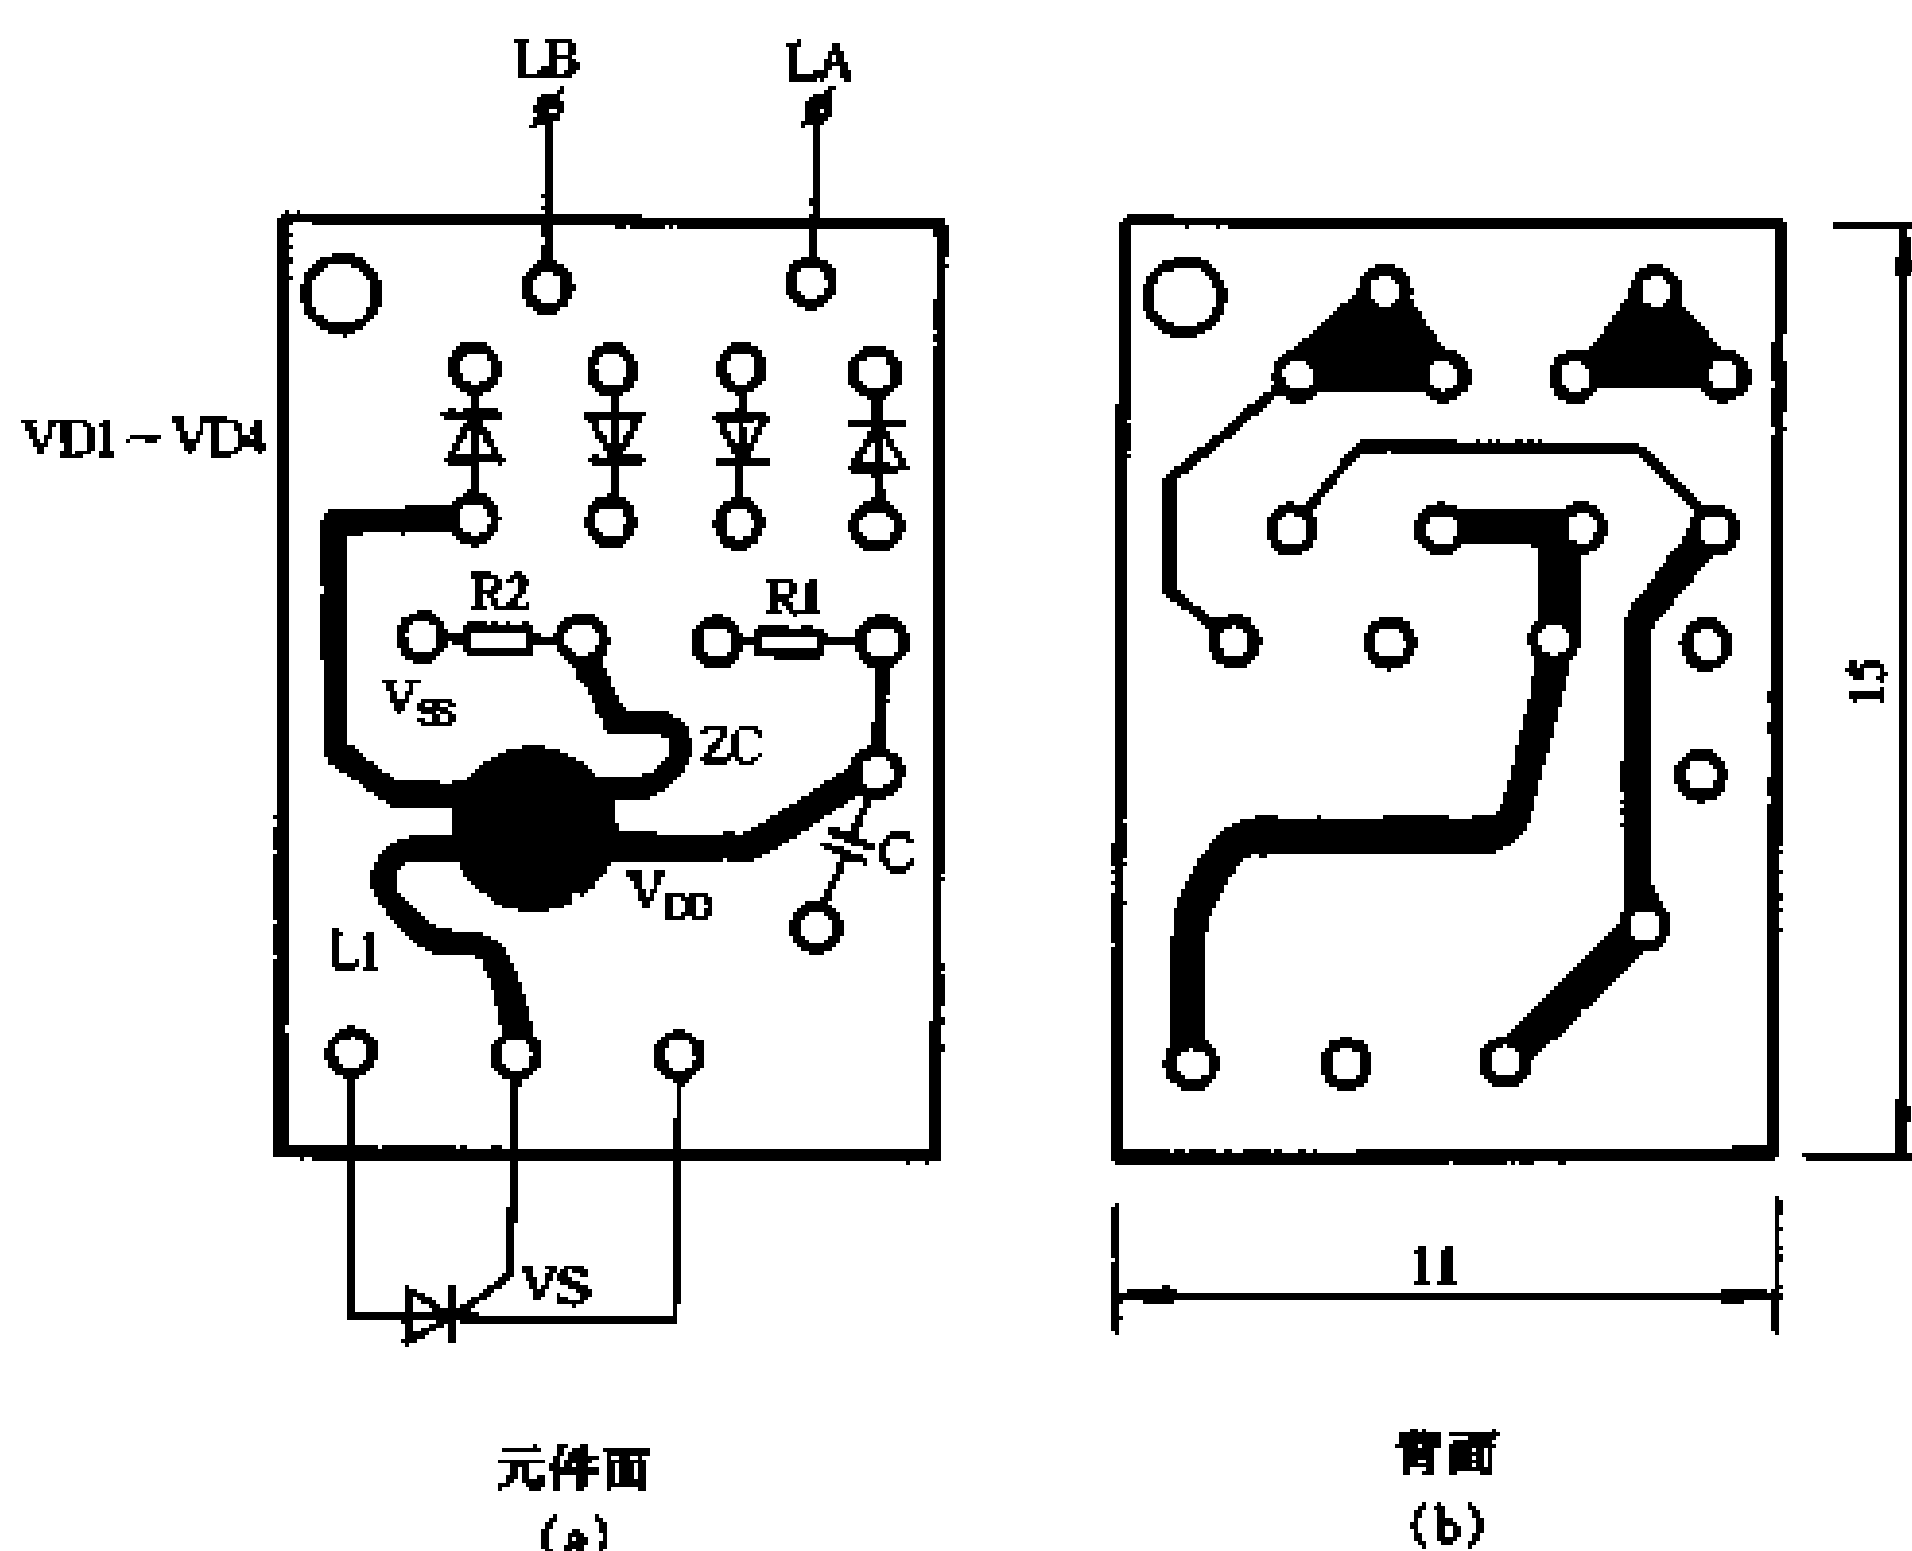 LB LA
VD1~VD4
R2 R1
VSS
ZC
C
VDD
L1
15
VS
11
元件面 背面
(a) (b)